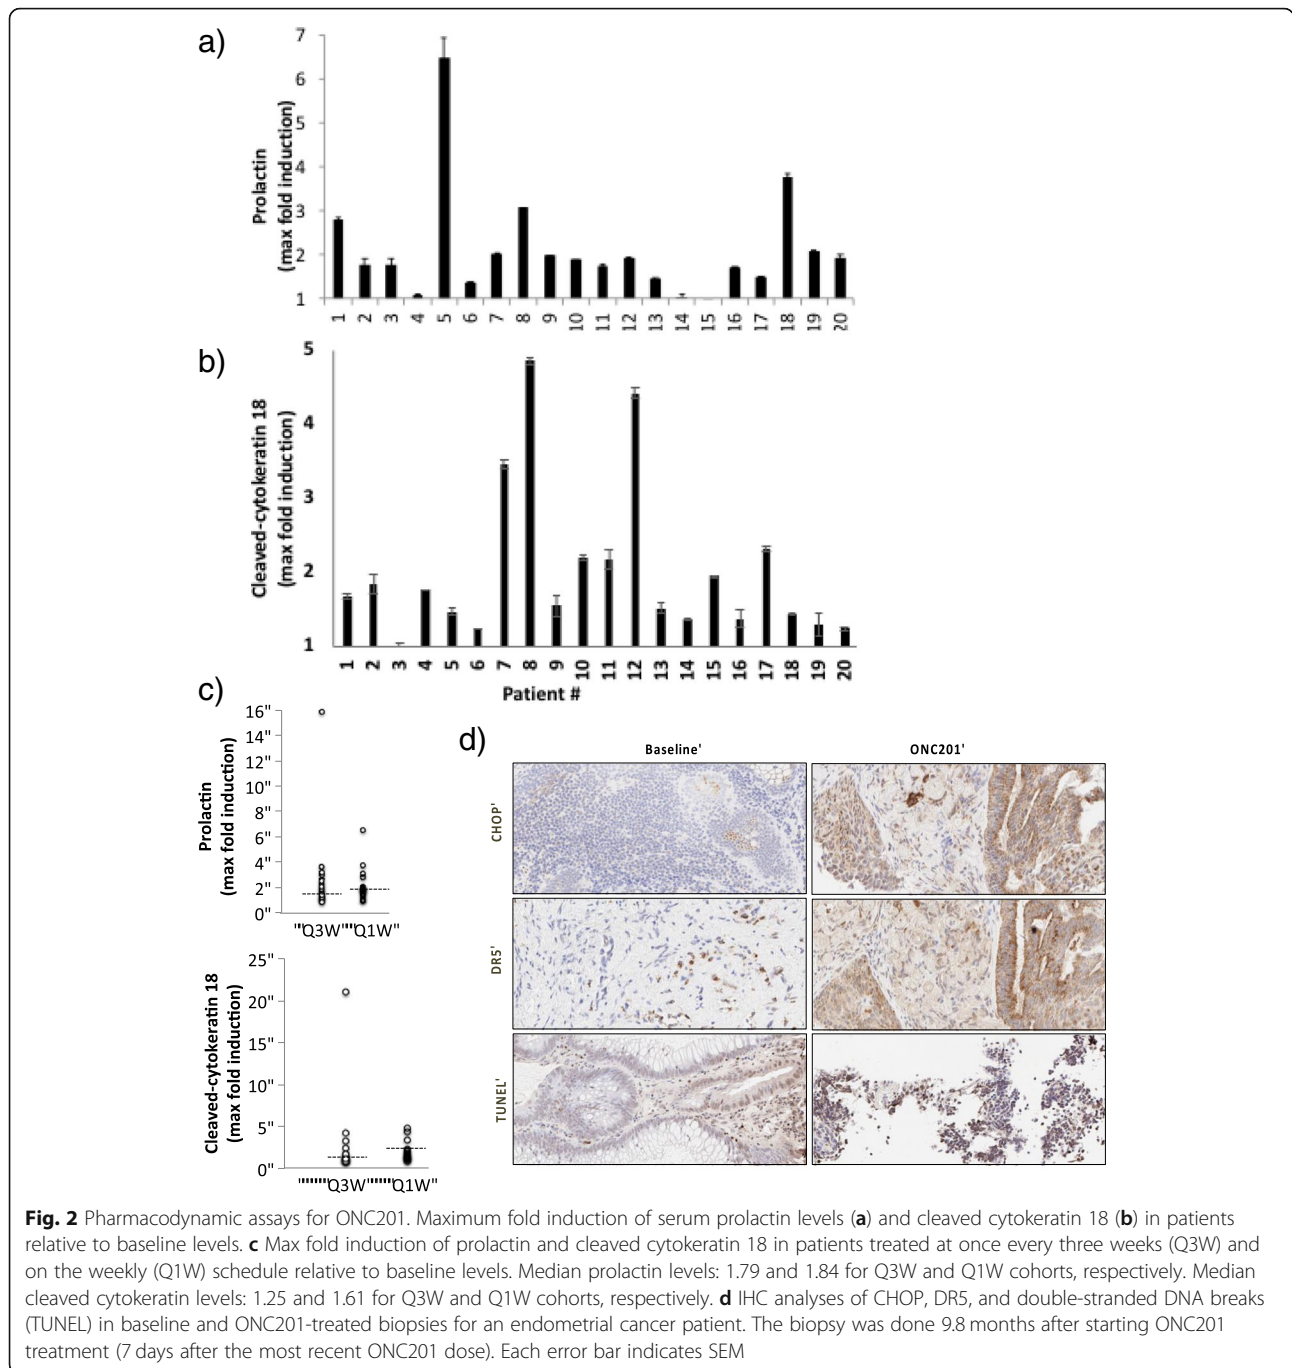 a)
Prolactin
(max fold induction)
7
6
5
4
3
2
1
1 2 3 4 5 6 7 8 9 10 11 12 13 14 15 16 17 18 19 20
b)
Cleaved-cytokeratin 18
(max fold induction)
5
4
3
2
1
1 2 3 4 5 6 7 8 9 10 11 12 13 14 15 16 17 18 19 20
Patient #
c)
Prolactin
(max fold induction)
16"
14"
12"
10"
8"
6"
4"
2"
0"
Q3W" Q1W"
Cleaved-cytokeratin 18
(max fold induction)
25"
20"
15"
10"
5"
0"
Q3W" Q1W"
d)
Baseline' ONC201'
CHOP'
DR5'
TUNEL'
Fig. 2 Pharmacodynamic assays for ONC201. Maximum fold induction of serum prolactin levels (a) and cleaved cytokeratin 18 (b) in patients
relative to baseline levels. c Max fold induction of prolactin and cleaved cytokeratin 18 in patients treated at once every three weeks (Q3W) and
on the weekly (Q1W) schedule relative to baseline levels. Median prolactin levels: 1.79 and 1.84 for Q3W and Q1W cohorts, respectively. Median
cleaved cytokeratin levels: 1.25 and 1.61 for Q3W and Q1W cohorts, respectively. d IHC analyses of CHOP, DR5, and double-stranded DNA breaks
(TUNEL) in baseline and ONC201-treated biopsies for an endometrial cancer patient. The biopsy was done 9.8 months after starting ONC201
treatment (7 days after the most recent ONC201 dose). Each error bar indicates SEM